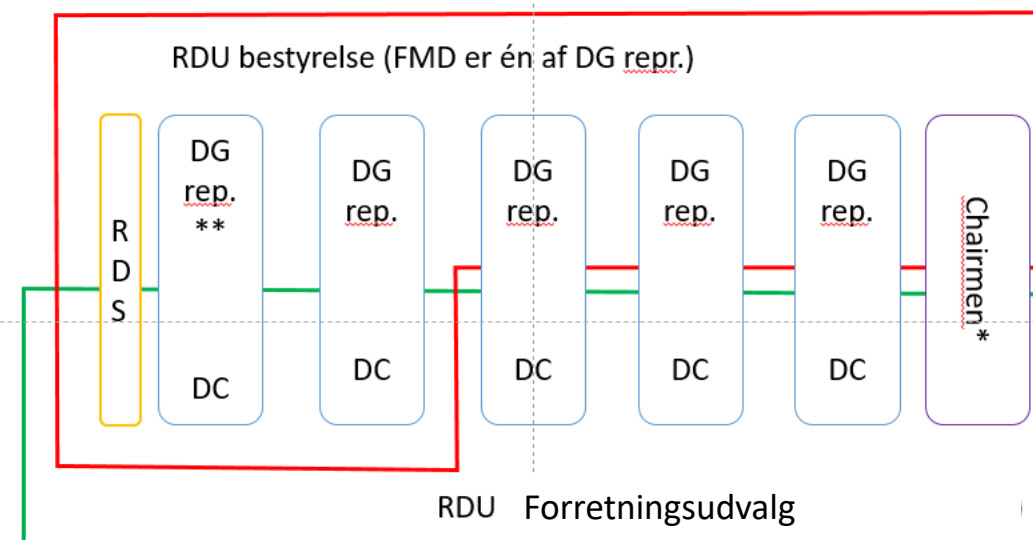 RDU bestyrelse (FMD er én af DG repr.)
R
D
S
DG
rep.
**
DC
DG
rep.
DC
DG
rep.
DC
DG
rep.
DC
DG
rep.
DC
Chairmen*
RDU Forretningsudvalg